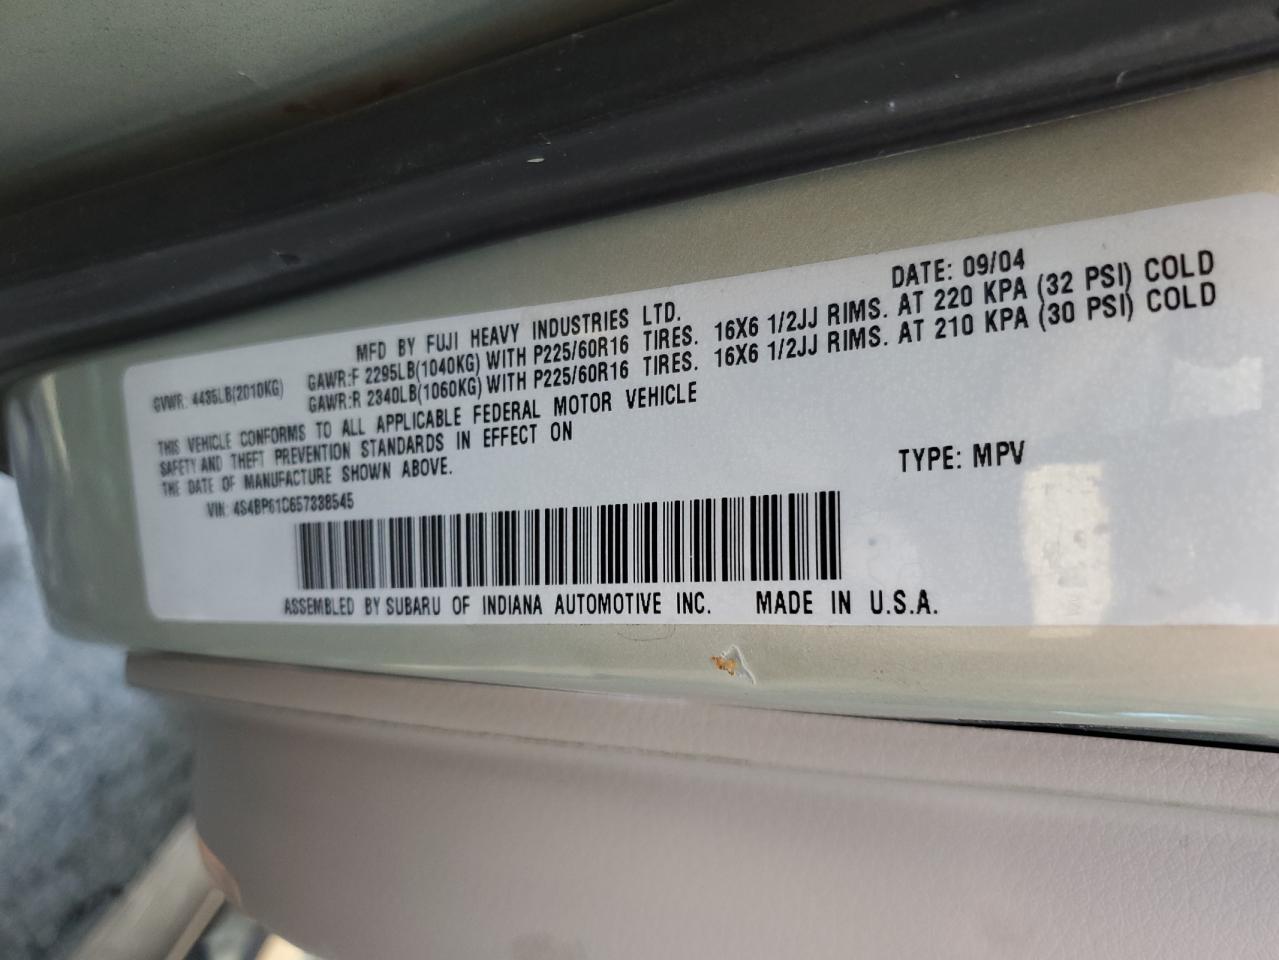 MFD BY FUJI HEAVY INDUSTRIES LTD. DATE: 09/04
GVWR: 4435LB(2010KG) GAWR:F 2295LB(1040KG) WITH P225/60R16 TIRES. 16X6 1/2JJ RIMS. AT 220 KPA (32 PSI) COLD
GAWR:R 2340LB(1060KG) WITH P225/60R16 TIRES. 16X6 1/2JJ RIMS. AT 210 KPA (30 PSI) COLD
THIS VEHICLE CONFORMS TO ALL APPLICABLE FEDERAL MOTOR VEHICLE
SAFETY AND THEFT PREVENTION STANDARDS IN EFFECT ON
THE DATE OF MANUFACTURE SHOWN ABOVE.
VIN: 4S4BP61C657338545 TYPE: MPV
ASSEMBLED BY SUBARU OF INDIANA AUTOMOTIVE INC. MADE IN U.S.A.